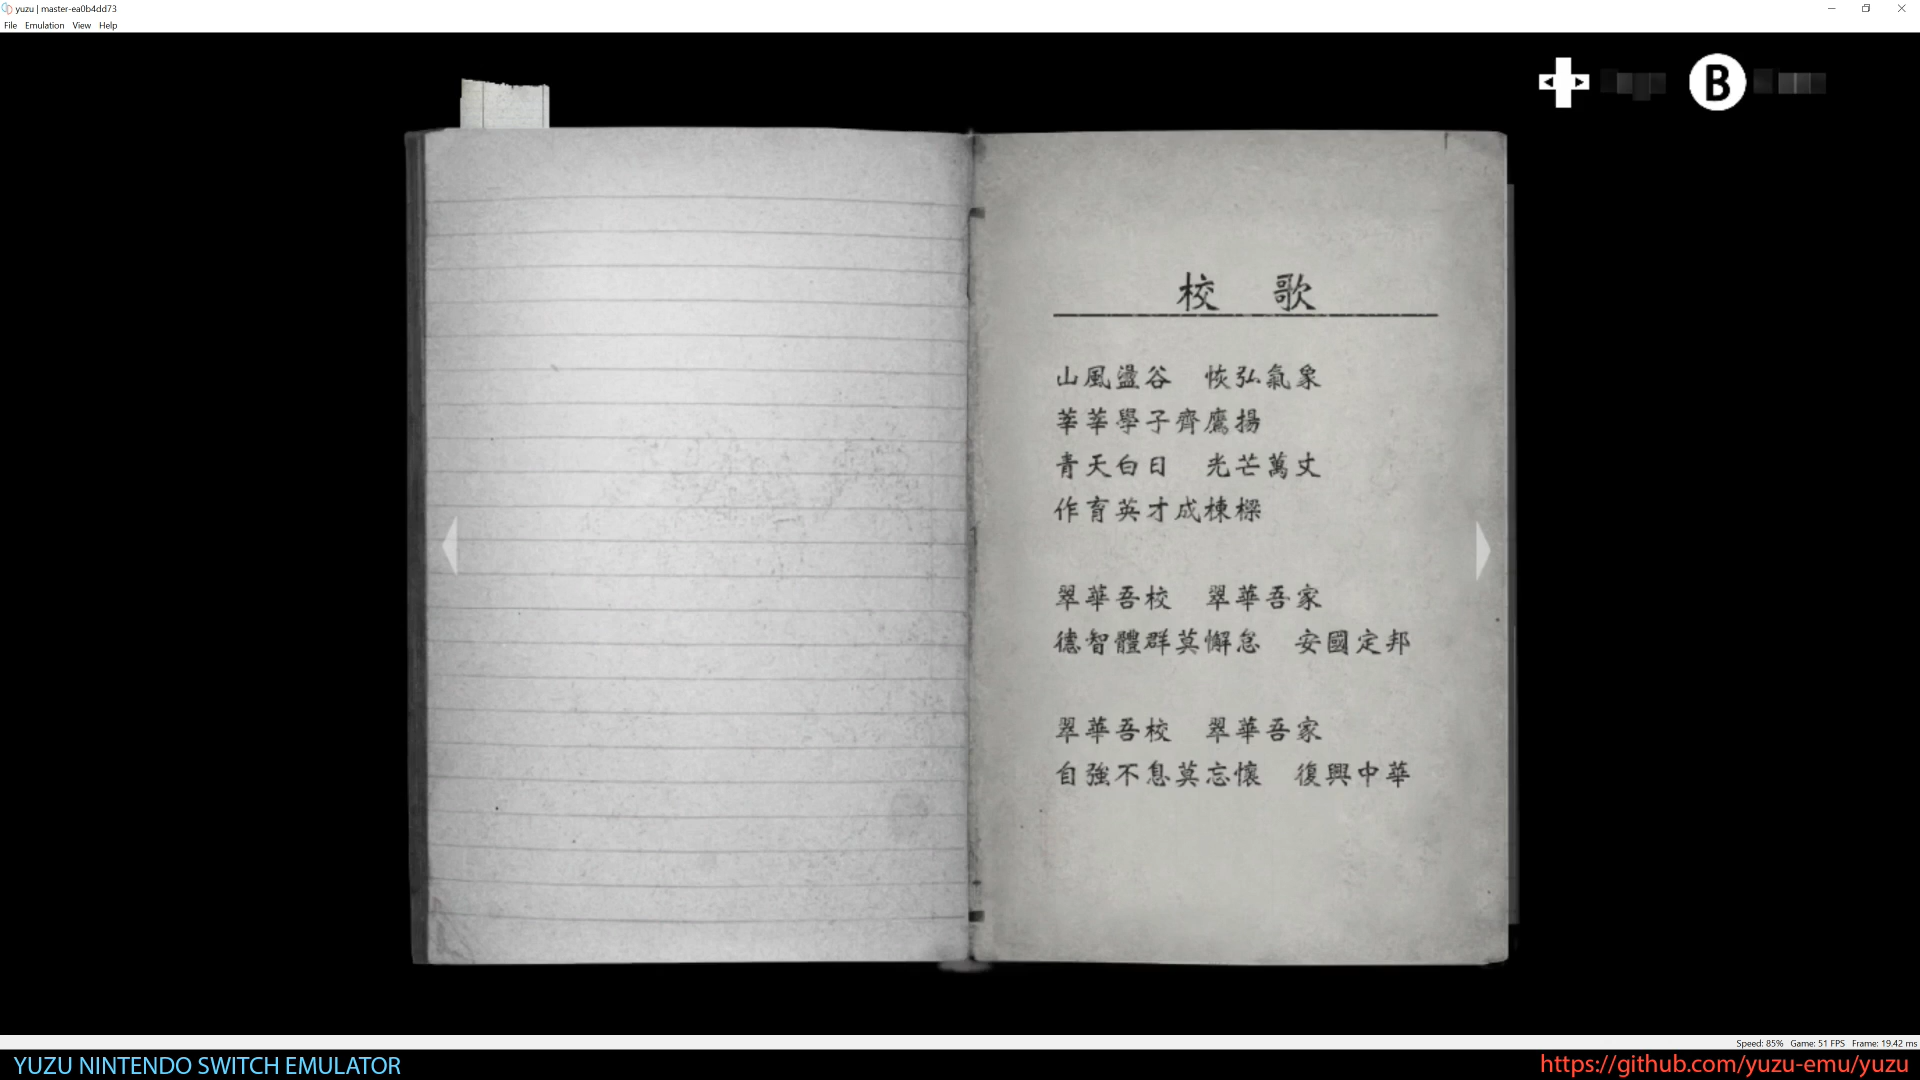 yuzu | master-ea0b4dd73
File Emulation View Help
B
校 歌
山風盪谷 恢弘氣象
莘莘學子齊鷹揚
青天白日 光芒萬丈
作育英才成棟樑
翠華吾校 翠華吾家
德智體群莫懈怠 安國定邦
翠華吾校 翠華吾家
自強不息莫忘懷 復興中華
Speed: 85% Game: 51 FPS Frame: 19.42 ms
YUZU NINTENDO SWITCH EMULATOR
https://github.com/yuzu-emu/yuzu